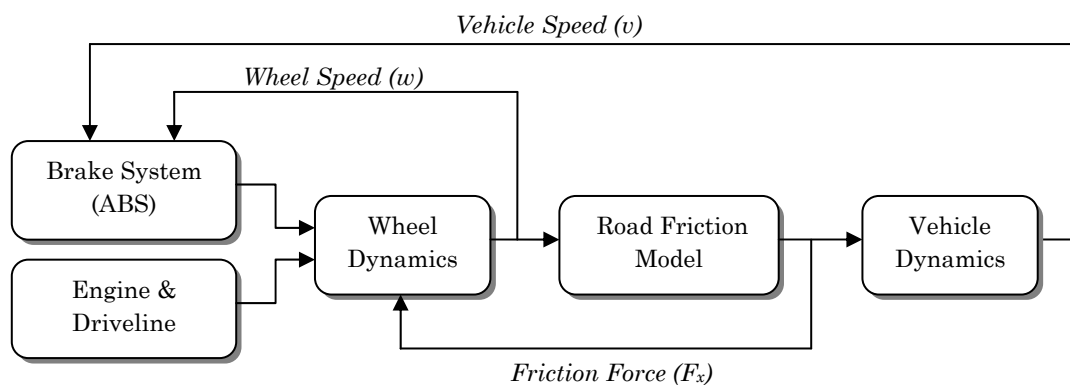 Vehicle Speed (v)
Wheel Speed (w)
Brake System
(ABS)
Wheel
Dynamics
Road Friction
Model
Vehicle
Dynamics
Engine &
Driveline
Friction Force (Fₓ)